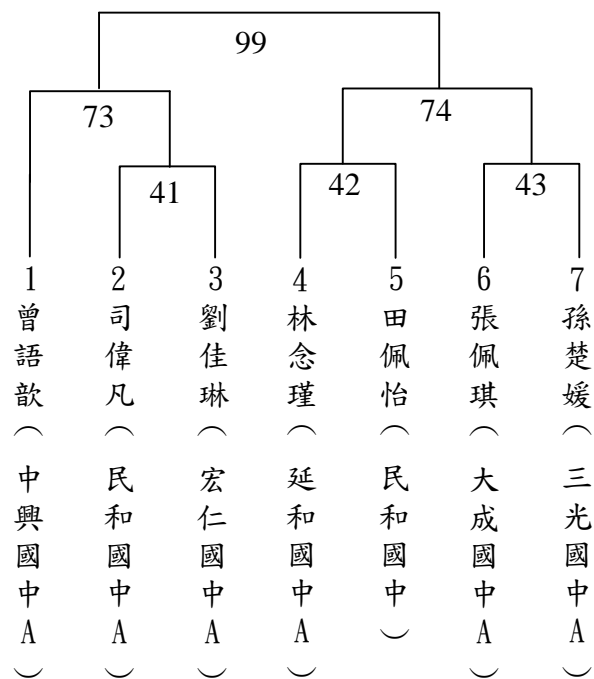 99
73
74
41
42
43
1 曾語歆（中興國中A）
2 司偉凡（民和國中A）
3 劉佳琳（宏仁國中A）
4 林念瑾（延和國中A）
5 田佩怡（民和國中）
6 張佩琪（大成國中A）
7 孫楚媛（三光國中A）